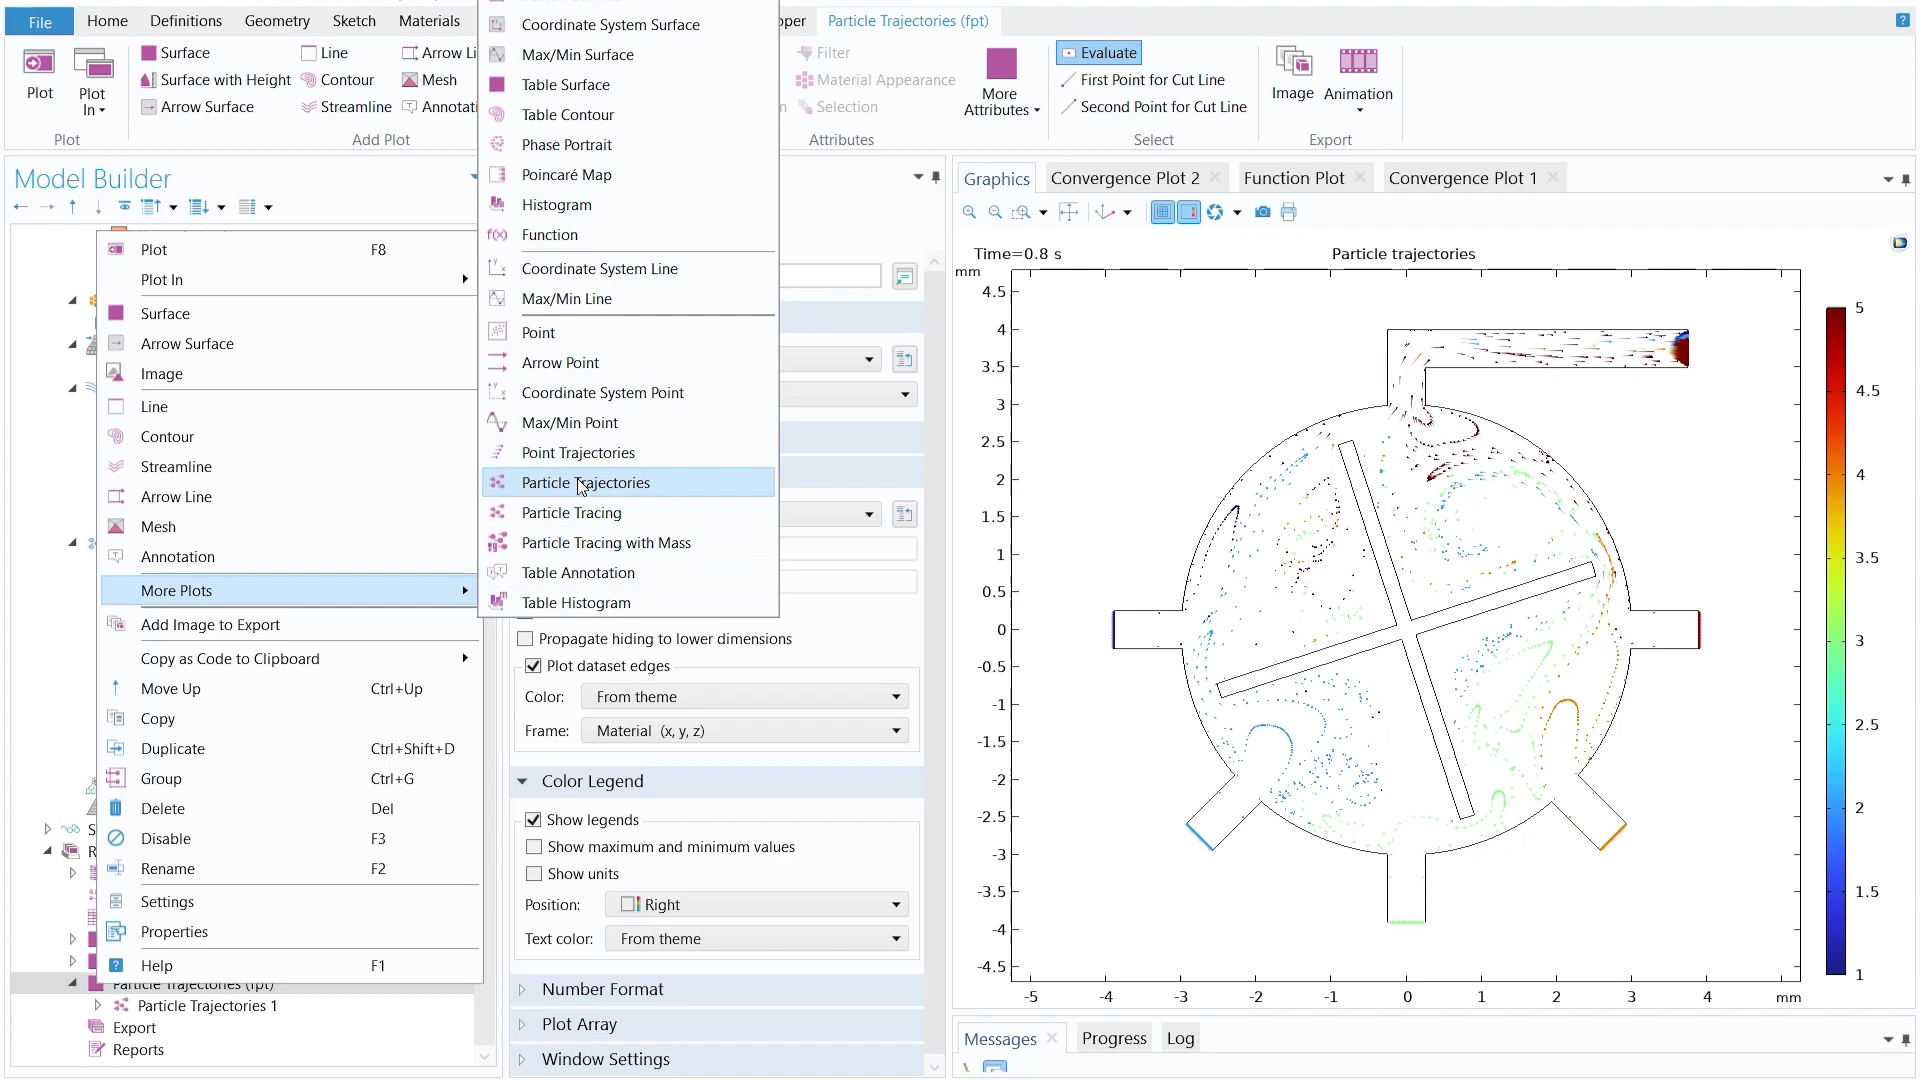 File
Home
Definitions
Geometry
Sketch
Materials
Particle Trajectories (fpt)
Plot
Plot
In
Surface
Surface with Height
Arrow Surface
Line
Contour
Streamline
Arrow Li
Mesh
Annotati
Filter
Material Appearance
Selection
More
Attributes
Evaluate
First Point for Cut Line
Second Point for Cut Line
Image
Animation
Plot
Add Plot
Attributes
Select
Export
Model Builder
Plot F8
Plot In
Surface
Arrow Surface
Image
Line
Contour
Streamline
Arrow Line
Mesh
Annotation
More Plots
Add Image to Export
Copy as Code to Clipboard
Move Up Ctrl+Up
Copy
Duplicate Ctrl+Shift+D
Group Ctrl+G
Delete Del
Disable F3
Rename F2
Settings
Properties
Help F1
Particle Trajectories (fpt)
Particle Trajectories 1
Export
Reports
Coordinate System Surface
Max/Min Surface
Table Surface
Table Contour
Phase Portrait
Poincaré Map
Histogram
f(x) Function
Coordinate System Line
Max/Min Line
Point
Arrow Point
Coordinate System Point
Max/Min Point
Point Trajectories
Particle Trajectories
Particle Tracing
Particle Tracing with Mass
Table Annotation
Table Histogram
Propagate hiding to lower dimensions
Plot dataset edges
Color: From theme
Frame: Material (x, y, z)
Color Legend
Show legends
Show maximum and minimum values
Show units
Position: Right
Text color: From theme
Number Format
Plot Array
Window Settings
Graphics
Convergence Plot 2
Function Plot
Convergence Plot 1
Time=0.8 s
Particle trajectories
mm
4.5
4
3.5
3
2.5
2
1.5
1
0.5
0
-0.5
-1
-1.5
-2
-2.5
-3
-3.5
-4
-4.5
-5 -4 -3 -2 -1 0 1 2 3 4 mm
5
4.5
4
3.5
3
2.5
2
1.5
1
Messages
Progress
Log